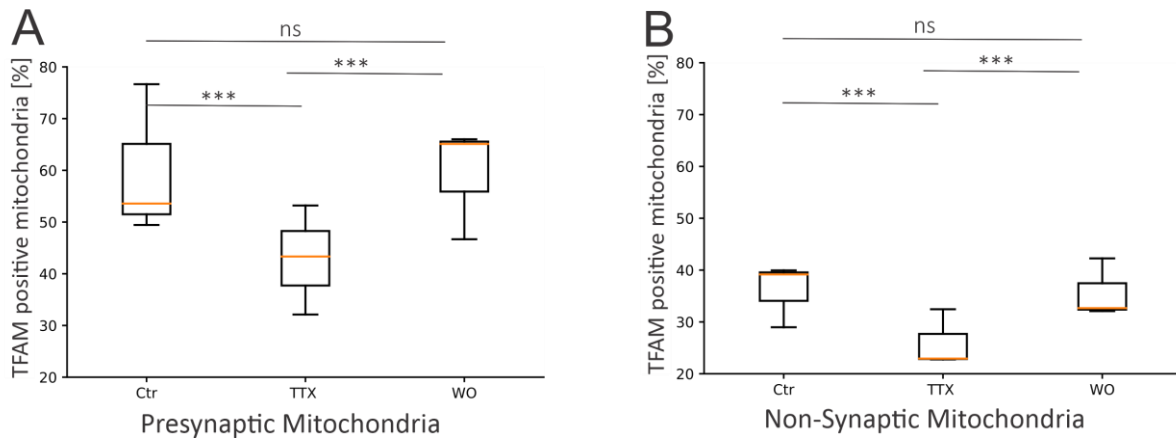 A
ns
***
***
TFAM positive mitochondria [%]
80
70
60
50
40
30
20
Ctr
TTX
WO
Presynaptic Mitochondria
B
ns
***
***
TFAM positive mitochondria [%]
80
70
60
50
40
30
20
Ctr
TTX
WO
Non-Synaptic Mitochondria